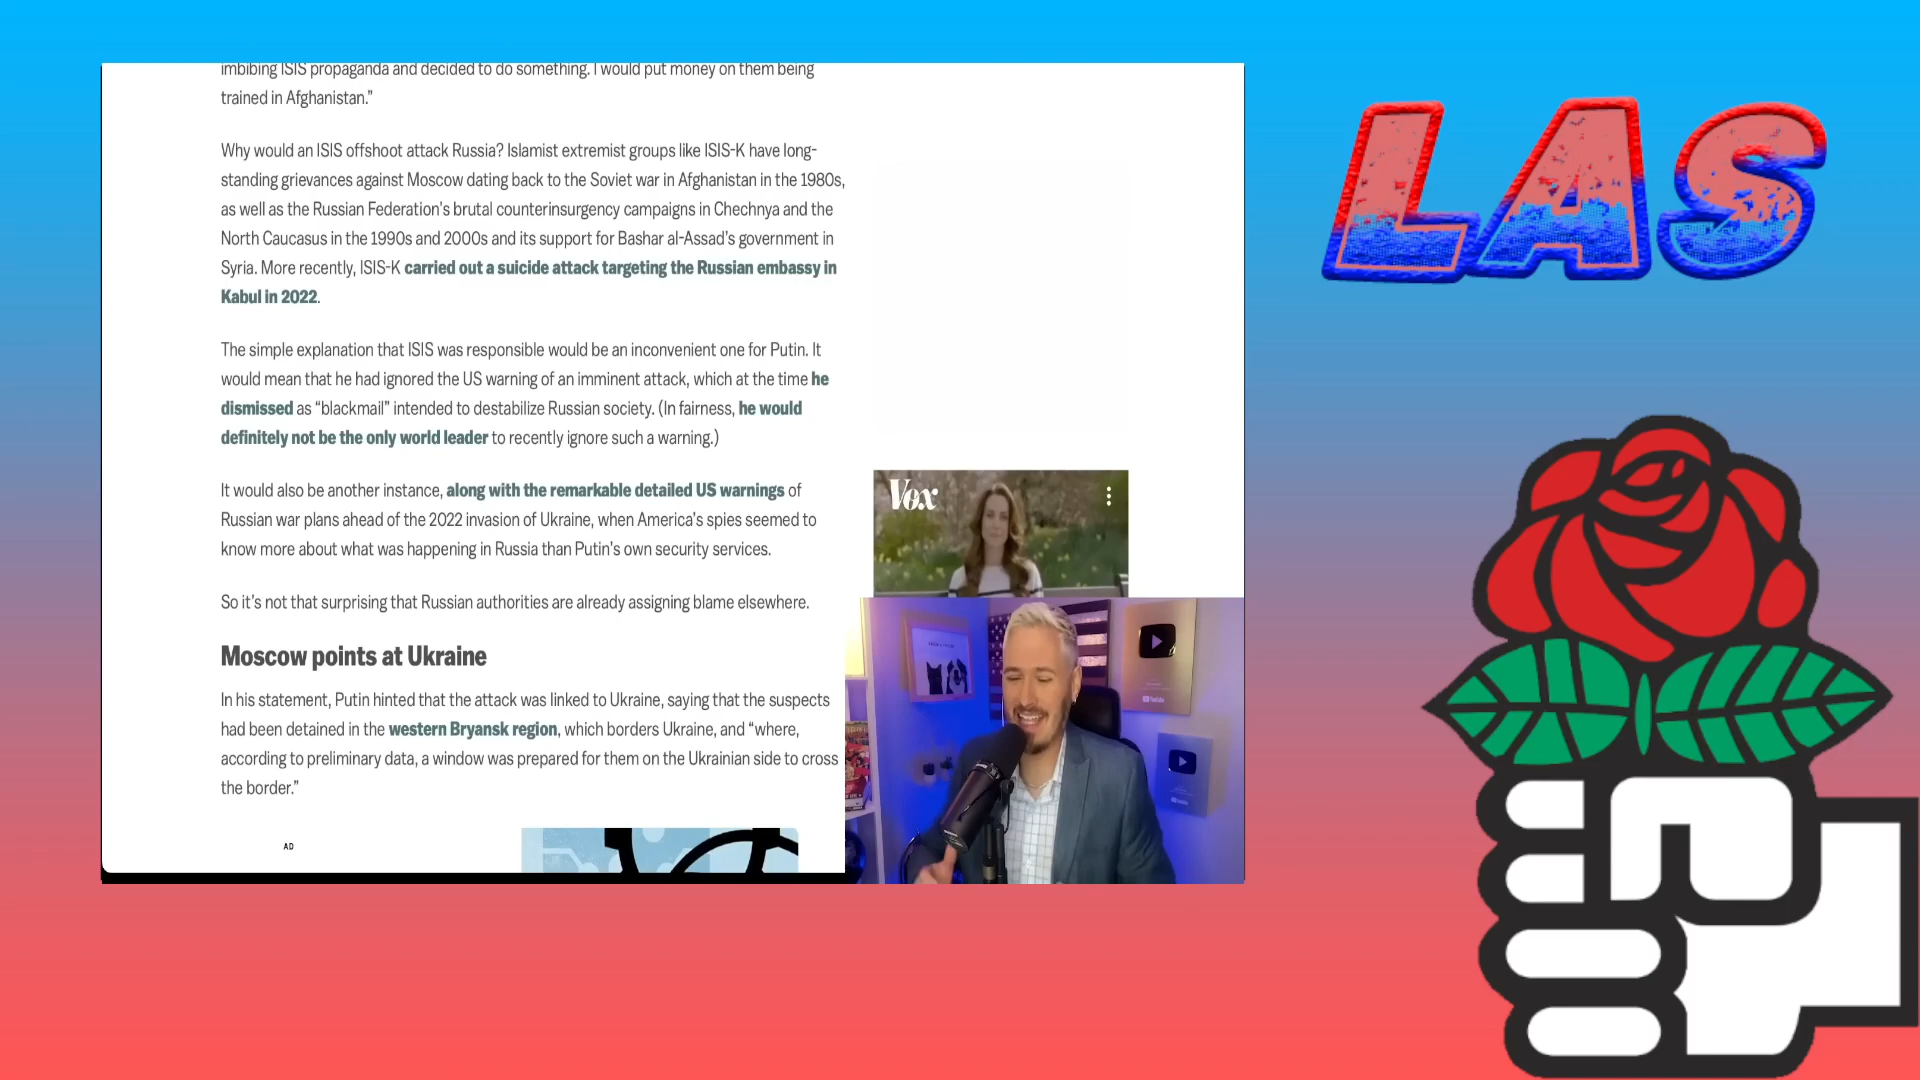 imbibing ISIS propaganda and decided to do something. I would put money on them being
trained in Afghanistan.”
Why would an ISIS offshoot attack Russia? Islamist extremist groups like ISIS-K have long-
standing grievances against Moscow dating back to the Soviet war in Afghanistan in the 1980s,
as well as the Russian Federation’s brutal counterinsurgency campaigns in Chechnya and the
North Caucasus in the 1990s and 2000s and its support for Bashar al-Assad’s government in
Syria. More recently, ISIS-K carried out a suicide attack targeting the Russian embassy in
Kabul in 2022.
The simple explanation that ISIS was responsible would be an inconvenient one for Putin. It
would mean that he had ignored the US warning of an imminent attack, which at the time he
dismissed as “blackmail” intended to destabilize Russian society. (In fairness, he would
definitely not be the only world leader to recently ignore such a warning.)
It would also be another instance, along with the remarkable detailed US warnings of
Russian war plans ahead of the 2022 invasion of Ukraine, when America’s spies seemed to
know more about what was happening in Russia than Putin’s own security services.
So it’s not that surprising that Russian authorities are already assigning blame elsewhere.
Moscow points at Ukraine
In his statement, Putin hinted that the attack was linked to Ukraine, saying that the suspects
had been detained in the western Bryansk region, which borders Ukraine, and “where,
according to preliminary data, a window was prepared for them on the Ukrainian side to cross
the border.”
AD
Vox
LAS